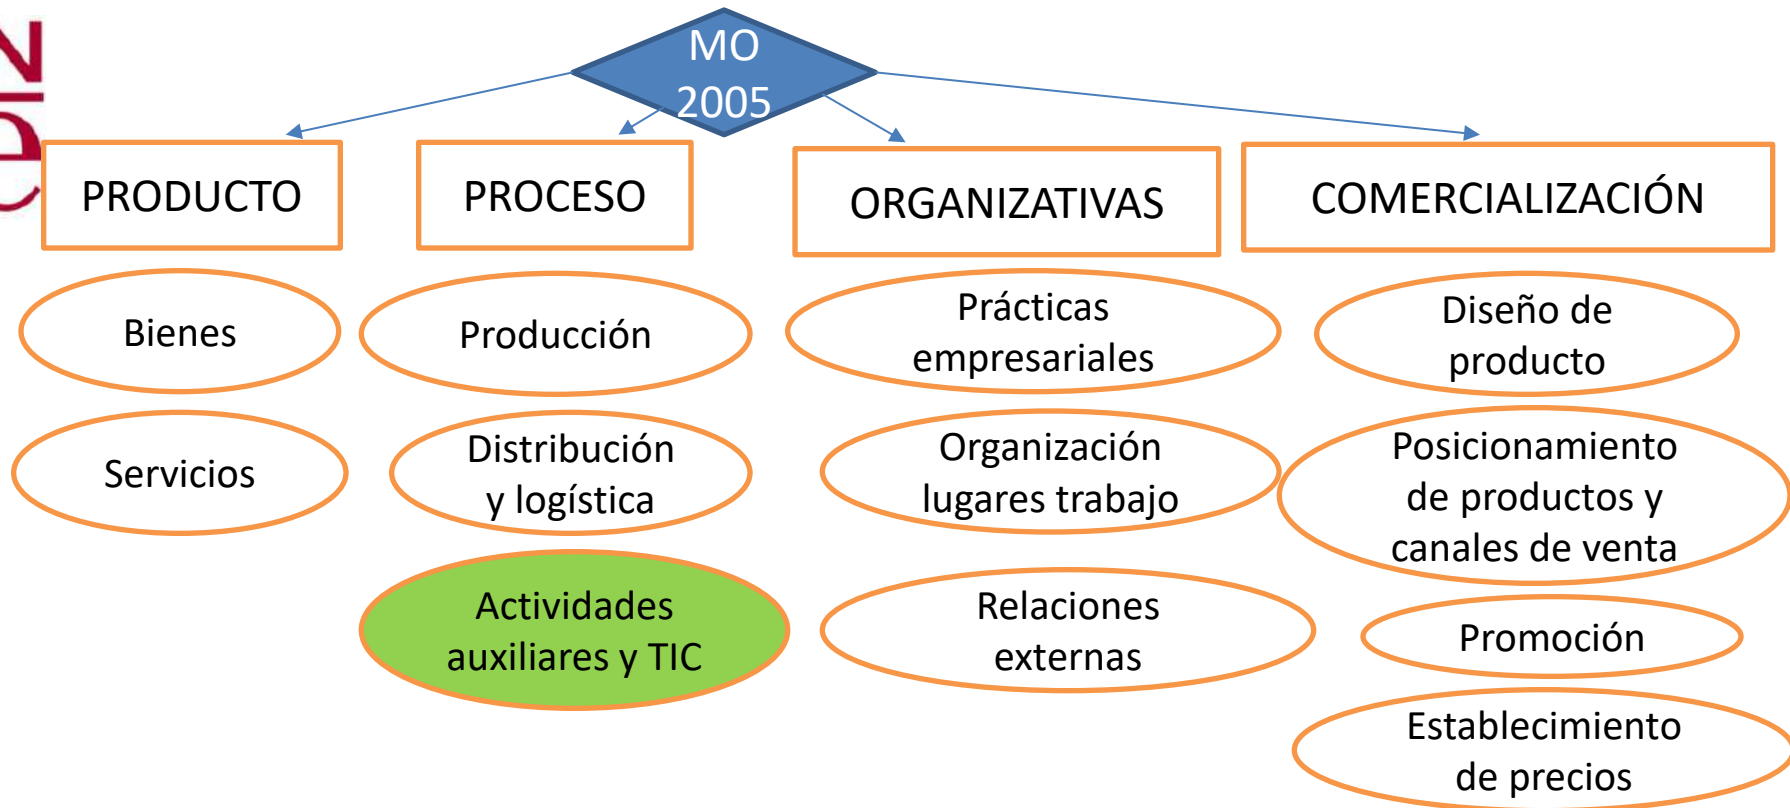 MO
2005
PRODUCTO
PROCESO
ORGANIZATIVAS
COMERCIALIZACIÓN
Bienes
Servicios
Producción
Distribución
y logística
Actividades
auxiliares y TIC
Prácticas
empresariales
Organización
lugares trabajo
Relaciones
externas
Diseño de
producto
Posicionamiento
de productos y
canales de venta
Promoción
Establecimiento
de precios